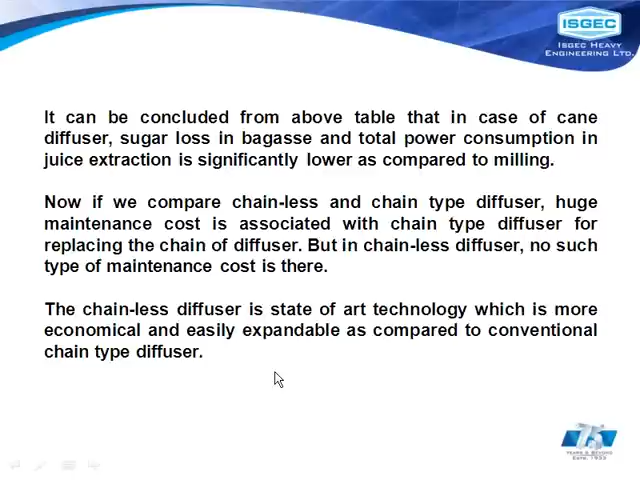 ISGEC
ISGEC HEAVY
ENGINEERING LTD.
It can be concluded from above table that in case of cane
diffuser, sugar loss in bagasse and total power consumption in
juice extraction is significantly lower as compared to milling.
Now if we compare chain-less and chain type diffuser, huge
maintenance cost is associated with chain type diffuser for
replacing the chain of diffuser. But in chain-less diffuser, no such
type of maintenance cost is there.
The chain-less diffuser is state of art technology which is more
economical and easily expandable as compared to conventional
chain type diffuser.
75
YEARS & BEYOND
ESTD. 1933